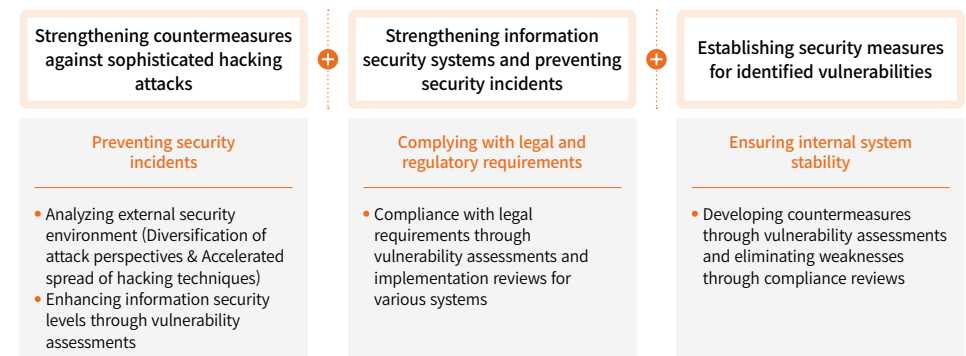 Strengthening countermeasures
against sophisticated hacking
attacks
Strengthening information
security systems and preventing
security incidents
Establishing security measures
for identified vulnerabilities
Preventing security
incidents
• Analyzing external security
environment (Diversification of
attack perspectives & Accelerated
spread of hacking techniques)
• Enhancing information security
levels through vulnerability
assessments
Complying with legal and
regulatory requirements
• Compliance with legal
requirements through
vulnerability assessments and
implementation reviews for
various systems
Ensuring internal system
stability
• Developing countermeasures
through vulnerability assessments
and eliminating weaknesses
through compliance reviews